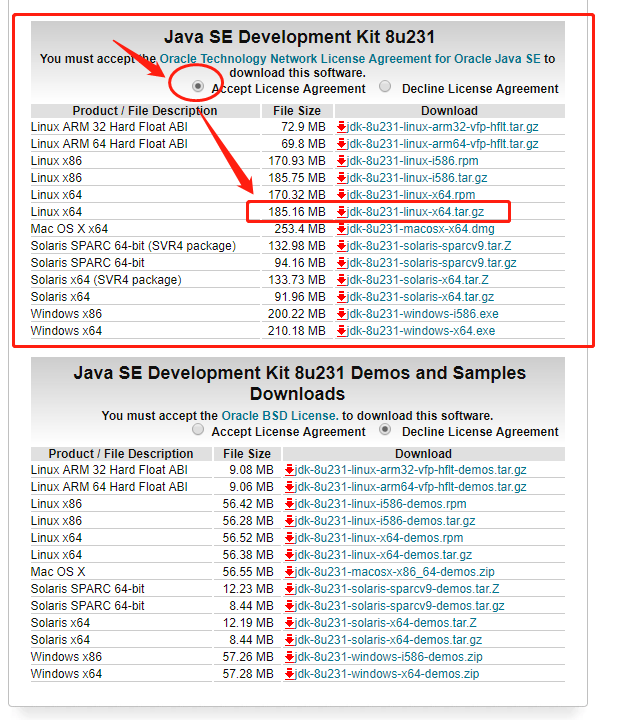 Java SE Development Kit 8u231
You must accept the Oracle Technology Network License Agreement for Oracle Java SE to
download this software.
Accept License Agreement Decline License Agreement
Product / File Description File Size Download
Linux ARM 32 Hard Float ABI 72.9 MB jdk-8u231-linux-arm32-vfp-hflt.tar.gz
Linux ARM 64 Hard Float ABI 69.8 MB jdk-8u231-linux-arm64-vfp-hflt.tar.gz
Linux x86 170.93 MB jdk-8u231-linux-i586.rpm
Linux x86 185.75 MB jdk-8u231-linux-i586.tar.gz
Linux x64 170.32 MB jdk-8u231-linux-x64.rpm
Linux x64 185.16 MB jdk-8u231-linux-x64.tar.gz
Mac OS X x64 253.4 MB jdk-8u231-macosx-x64.dmg
Solaris SPARC 64-bit (SVR4 package) 132.98 MB jdk-8u231-solaris-sparcv9.tar.Z
Solaris SPARC 64-bit 94.16 MB jdk-8u231-solaris-sparcv9.tar.gz
Solaris x64 (SVR4 package) 133.73 MB jdk-8u231-solaris-x64.tar.Z
Solaris x64 91.96 MB jdk-8u231-solaris-x64.tar.gz
Windows x86 200.22 MB jdk-8u231-windows-i586.exe
Windows x64 210.18 MB jdk-8u231-windows-x64.exe
Java SE Development Kit 8u231 Demos and Samples
Downloads
You must accept the Oracle BSD License. to download this software.
Accept License Agreement Decline License Agreement
Product / File Description File Size Download
Linux ARM 32 Hard Float ABI 9.08 MB jdk-8u231-linux-arm32-vfp-hflt-demos.tar.gz
Linux ARM 64 Hard Float ABI 9.06 MB jdk-8u231-linux-arm64-vfp-hflt-demos.tar.gz
Linux x86 56.42 MB jdk-8u231-linux-i586-demos.rpm
Linux x86 56.28 MB jdk-8u231-linux-i586-demos.tar.gz
Linux x64 56.52 MB jdk-8u231-linux-x64-demos.rpm
Linux x64 56.38 MB jdk-8u231-linux-x64-demos.tar.gz
Mac OS X 56.55 MB jdk-8u231-macosx-x86_64-demos.zip
Solaris SPARC 64-bit 12.23 MB jdk-8u231-solaris-sparcv9-demos.tar.Z
Solaris SPARC 64-bit 8.44 MB jdk-8u231-solaris-sparcv9-demos.tar.gz
Solaris x64 12.19 MB jdk-8u231-solaris-x64-demos.tar.Z
Solaris x64 8.44 MB jdk-8u231-solaris-x64-demos.tar.gz
Windows x86 57.26 MB jdk-8u231-windows-i586-demos.zip
Windows x64 57.28 MB jdk-8u231-windows-x64-demos.zip